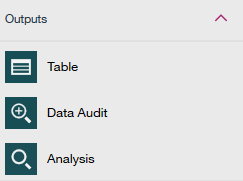 Outputs
Table
Data Audit
Analysis